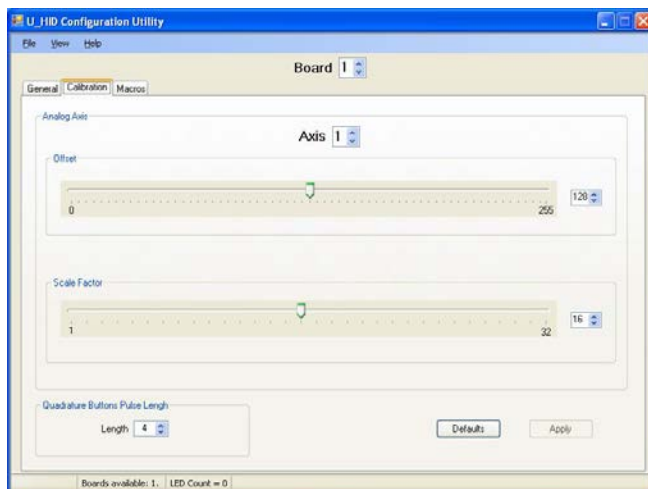 U_HID Configuration Utility
File View Help
Board 1
General Calibration Macros
Analog Axis
Axis 1
Offset
0 255 128
Scale Factor
1 32 16
Quadrature Buttons Pulse Lengh
Length 4
Defaults Apply
Boards available: 1. LED Count = 0